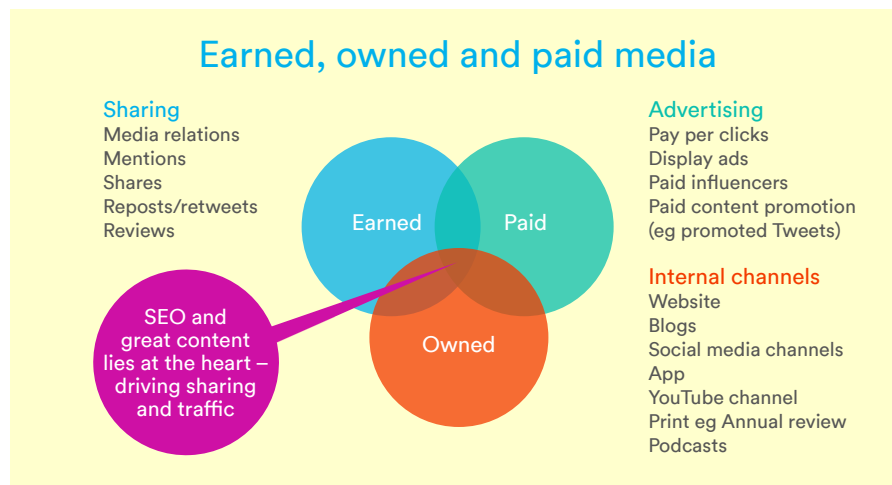 Earned, owned and paid media
Sharing
Media relations
Mentions
Shares
Reposts/retweets
Reviews
Advertising
Pay per clicks
Display ads
Paid influencers
Paid content promotion
(eg promoted Tweets)
Earned
Paid
Owned
SEO and
great content
lies at the heart –
driving sharing
and traffic
Internal channels
Website
Blogs
Social media channels
App
YouTube channel
Print eg Annual review
Podcasts